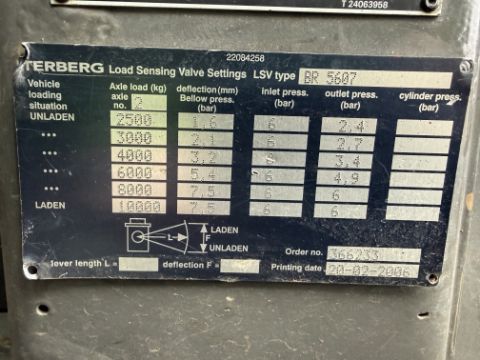 T 24063958
22084258
TERBERG Load Sensing Valve Settings LSV type BR 5607
Vehicle loading situation Axle load (kg) axle no. 2 deflection(mm) Bellow press. (bar) inlet press. (bar) outlet press. (bar) cylinder press. (bar)
UNLADEN 2500 1,6 6 2,4
" 3000 2,1 6 2,7
" 4000 3,2 6 3,4
" 6000 5,4 6 4,9
" 8000 7,5 6 6
LADEN 10000 7,5 6 6
LADEN
L F
UNLADEN
lever length L = deflection F =
Order no. 366233
Printing date 20-02-2006